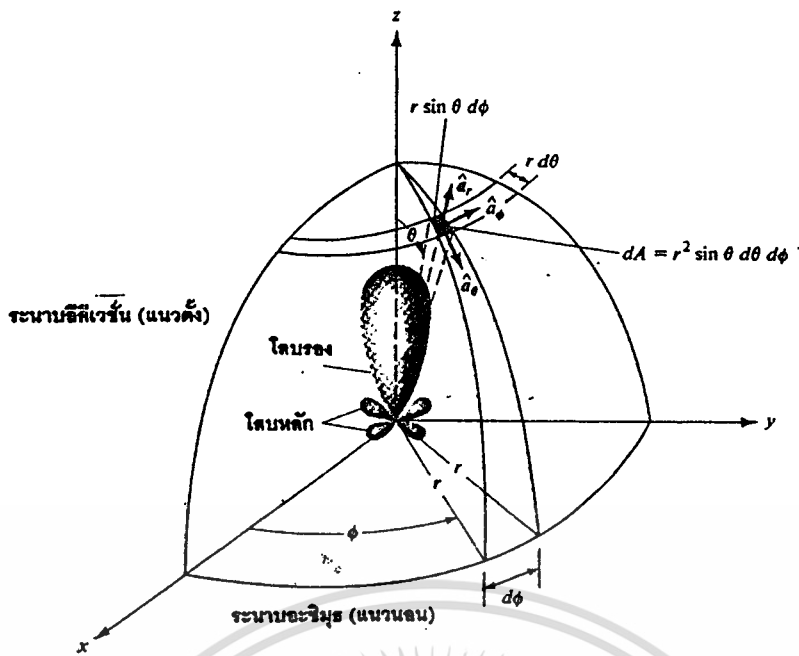 z
r sin θ dφ
r dθ
â_r
â_φ
θ
dA = r² sin θ dθ dφ
â_θ
ระนาบอีลีเวชั่น (แนวตั้ง)
โลบรอง
โลบหลัก
y
r
r
φ
dφ
ระนาบอะซิมุธ (แนวนอน)
x